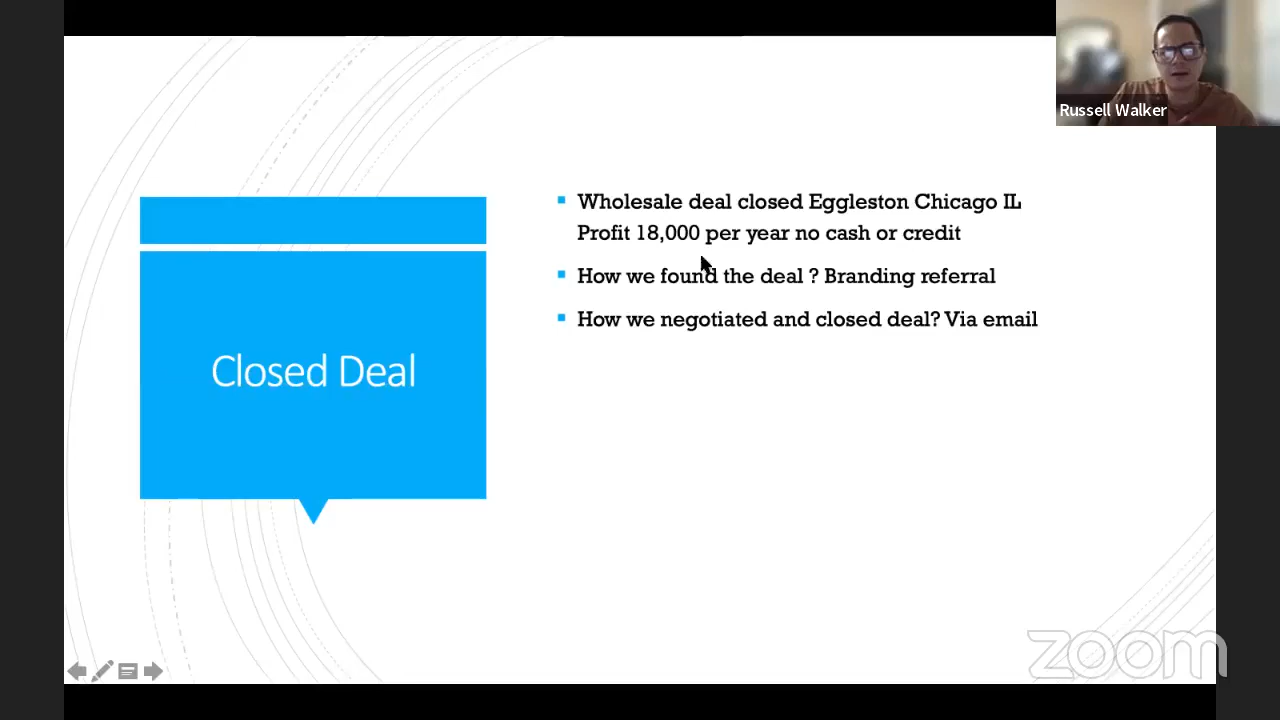 Russell Walker
Wholesale deal closed Eggleston Chicago IL
Profit 18,000 per year no cash or credit
How we found the deal ? Branding referral
How we negotiated and closed deal? Via email
Closed Deal
zoom